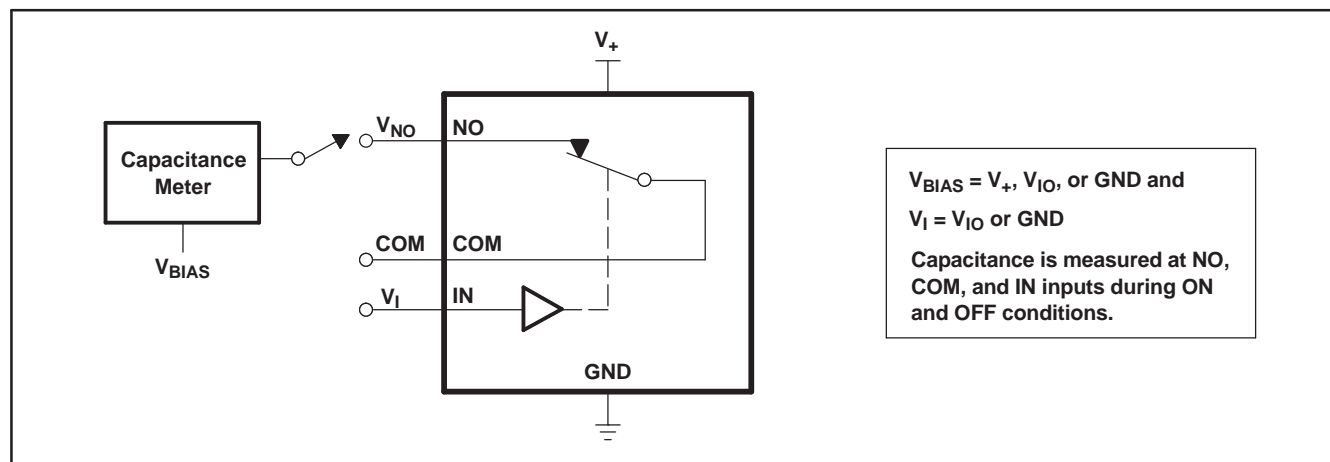 V+
VNO
NO
Capacitance
Meter
VBIAS = V+, VIO, or GND and
VI = VIO or GND
COM
COM
Capacitance is measured at NO,
COM, and IN inputs during ON
and OFF conditions.
VBIAS
VI
IN
GND